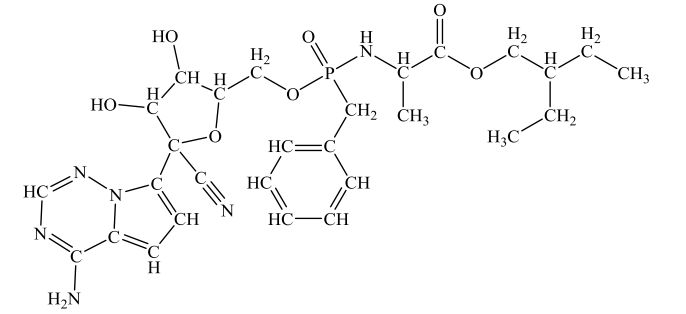 O
HO O H H H2 H2
N C C
P C C H
H2 C O C CH3
C
CH H O CH2
H C CH3 H3C CH2
HO C O
C HC C
C HC CH
N C N HC CH
HC N CH
N C C
C H
H2N